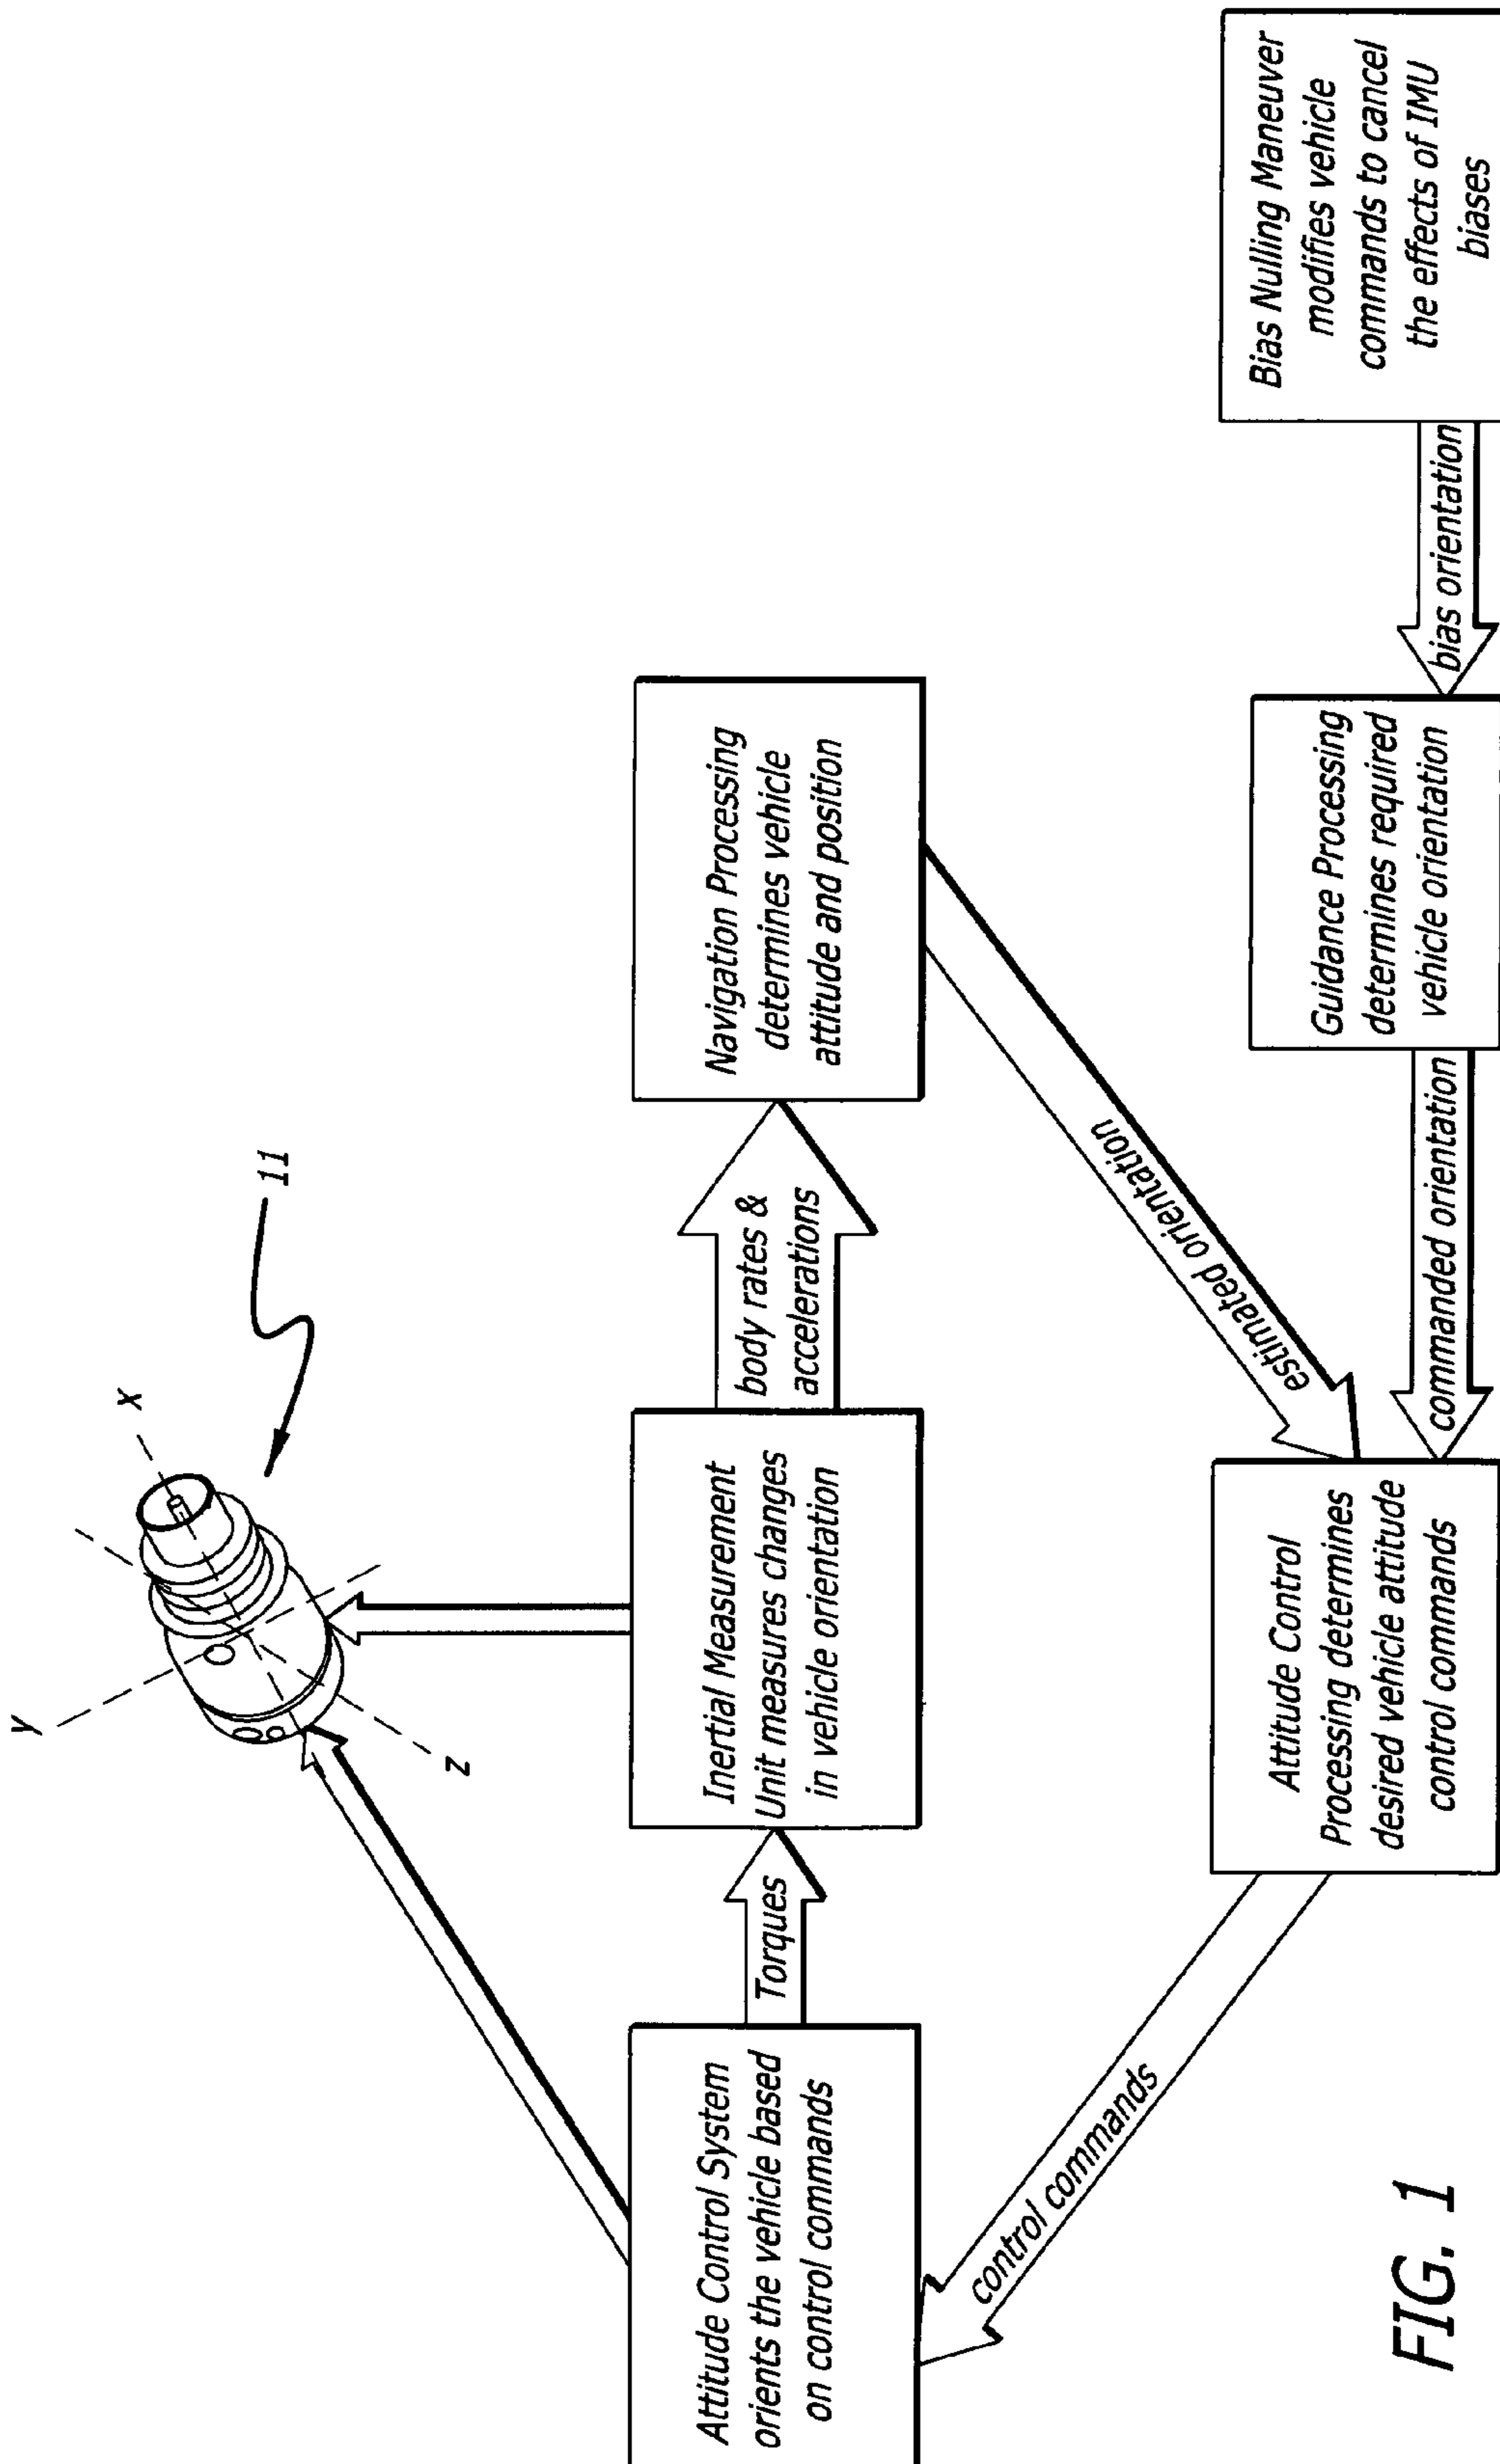 y
x
z
11
Attitude Control System
orients the vehicle based
on control commands
Torques
Inertial Measurement
Unit measures changes
in vehicle orientation
body rates &
accelerations
Navigation Processing
determines vehicle
attitude and position
estimated orientation
control commands
Attitude Control
Processing determines
desired vehicle attitude
control commands
commanded orientation
Guidance Processing
determines required
vehicle orientation
bias orientation
Bias Nulling Maneuver
modifies vehicle
commands to cancel
the effects of IMU
biases
FIG. 1